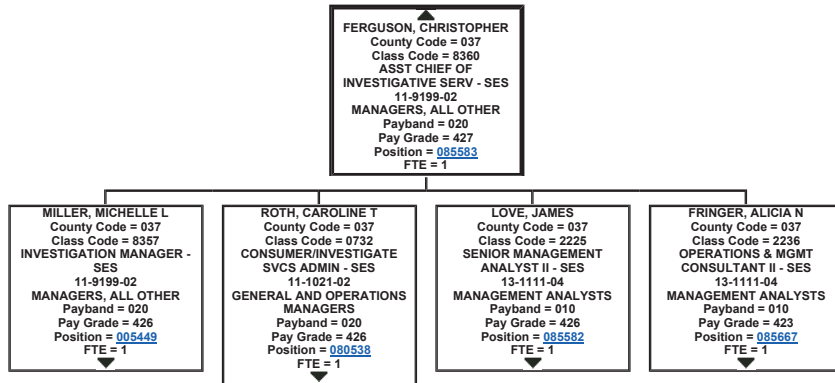 FERGUSON, CHRISTOPHER
County Code = 037
Class Code = 8360
ASST CHIEF OF
INVESTIGATIVE SERV - SES
11-9199-02
MANAGERS, ALL OTHER
Payband = 020
Pay Grade = 427
Position = 085583
FTE = 1
MILLER, MICHELLE L
County Code = 037
Class Code = 8357
INVESTIGATION MANAGER -
SES
11-9199-02
MANAGERS, ALL OTHER
Payband = 020
Pay Grade = 426
Position = 005449
FTE = 1
ROTH, CAROLINE T
County Code = 037
Class Code = 0732
CONSUMER/INVESTIGATE
SVCS ADMIN - SES
11-1021-02
GENERAL AND OPERATIONS
MANAGERS
Payband = 020
Pay Grade = 426
Position = 080538
FTE = 1
LOVE, JAMES
County Code = 037
Class Code = 2225
SENIOR MANAGEMENT
ANALYST II - SES
13-1111-04
MANAGEMENT ANALYSTS
Payband = 010
Pay Grade = 426
Position = 085582
FTE = 1
FRINGER, ALICIA N
County Code = 037
Class Code = 2236
OPERATIONS & MGMT
CONSULTANT II - SES
13-1111-04
MANAGEMENT ANALYSTS
Payband = 010
Pay Grade = 423
Position = 085667
FTE = 1